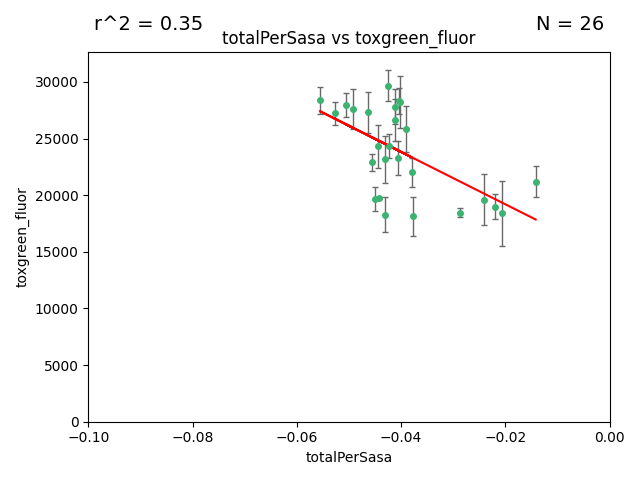 r^2 = 0.35
N = 26
totalPerSasa vs toxgreen_fluor
30000
25000
20000
15000
10000
5000
0
toxgreen_fluor
−0.10
−0.08
−0.06
−0.04
−0.02
0.00
totalPerSasa